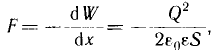 F = − dW/dx = − Q²/2ε₀εS,